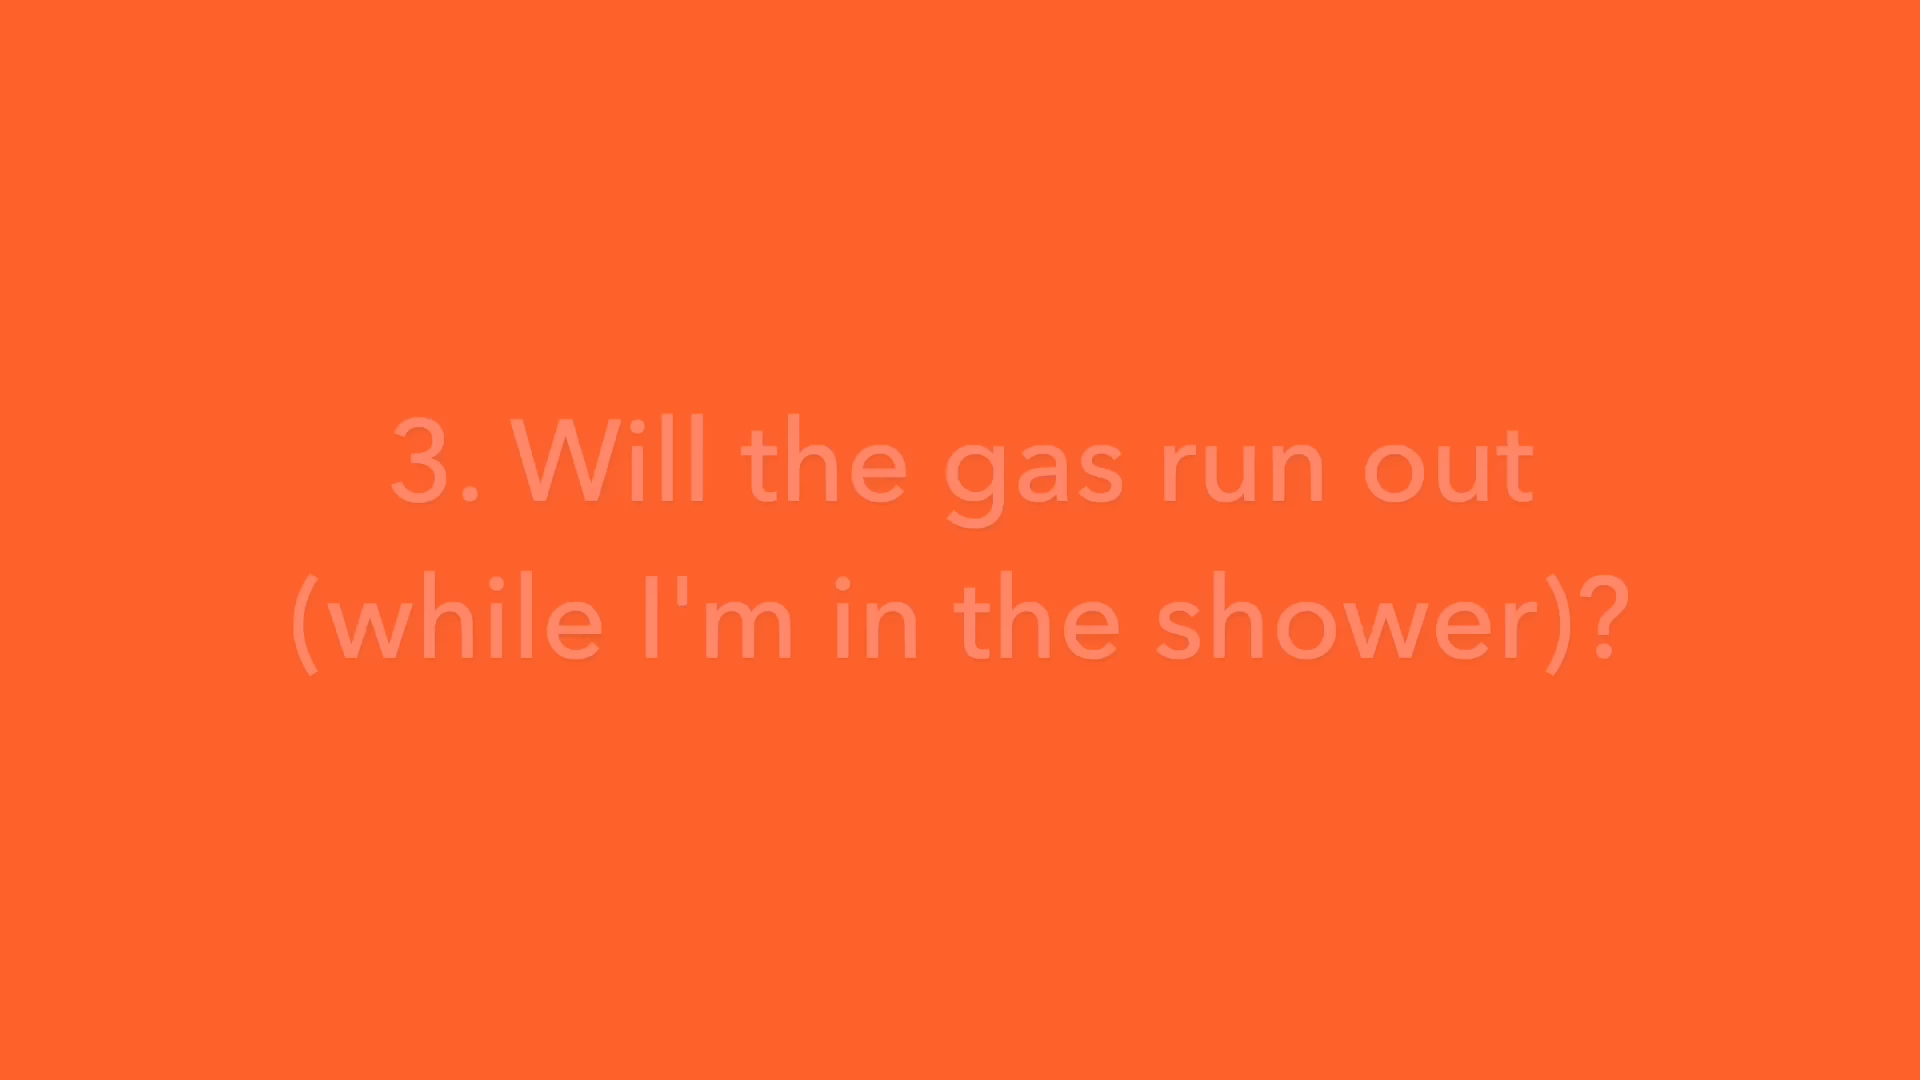 3. Will the gas run out
(while I'm in the shower)?